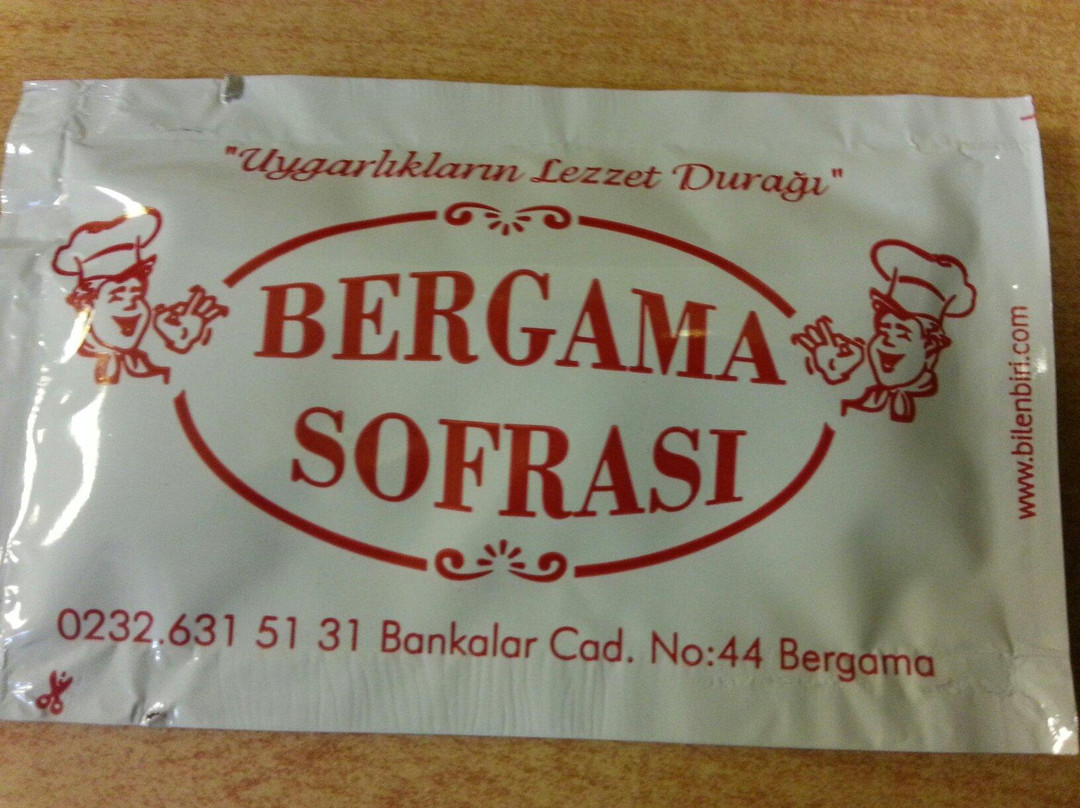 "Uygarlıkların Lezzet Durağı"
BERGAMA
SOFRASI
www.bilenbiri.com
0232.631 51 31 Bankalar Cad. No:44 Bergama